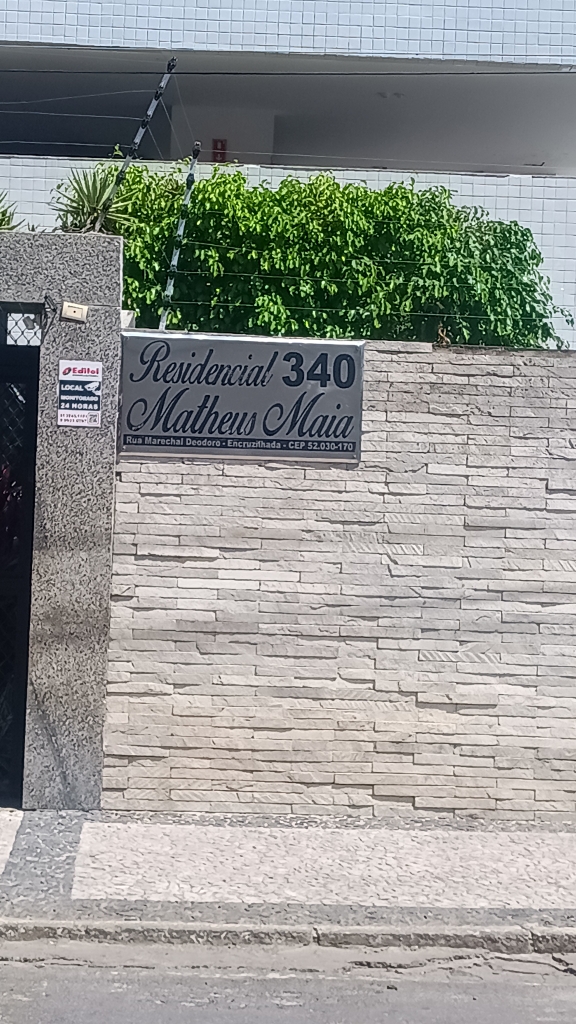 Residencial 340
Matheus Maia
Rua Marechal Deodoro - Encruzilhada - CEP 52.030-170
Editel
LOCAL
MONITORADO
24 HORAS